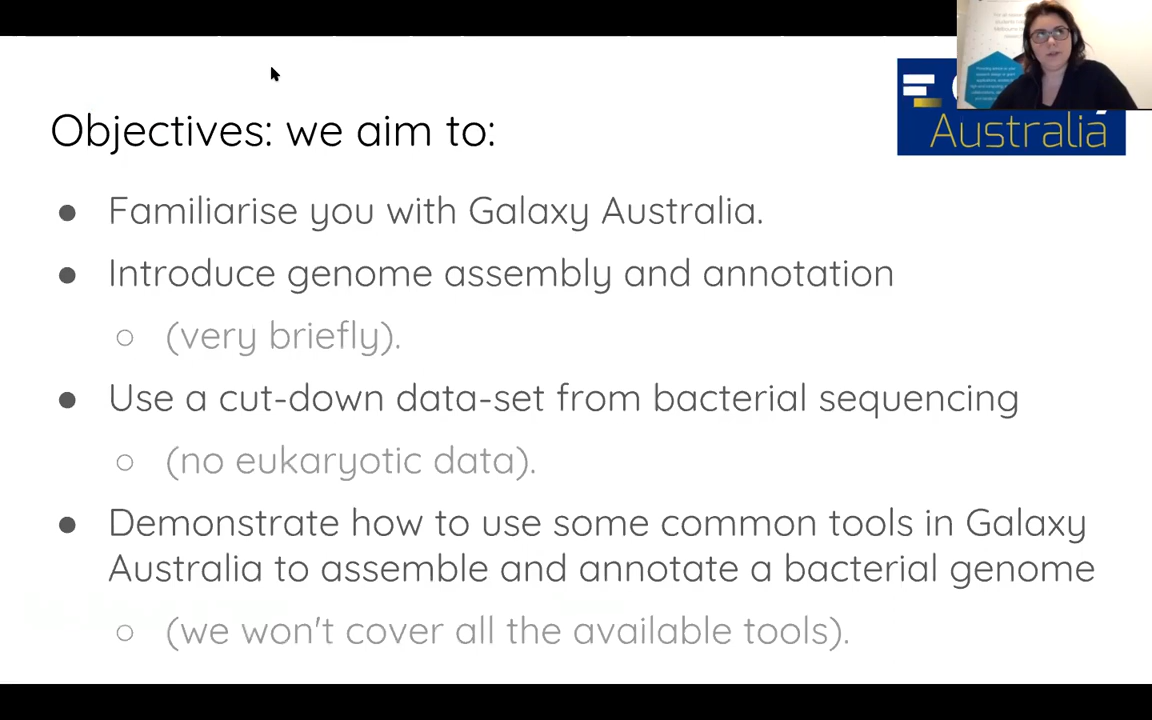 Objectives: we aim to:
Australia
● Familiarise you with Galaxy Australia.
● Introduce genome assembly and annotation
○ (very briefly).
● Use a cut-down data-set from bacterial sequencing
○ (no eukaryotic data).
● Demonstrate how to use some common tools in Galaxy
Australia to assemble and annotate a bacterial genome
○ (we won't cover all the available tools).